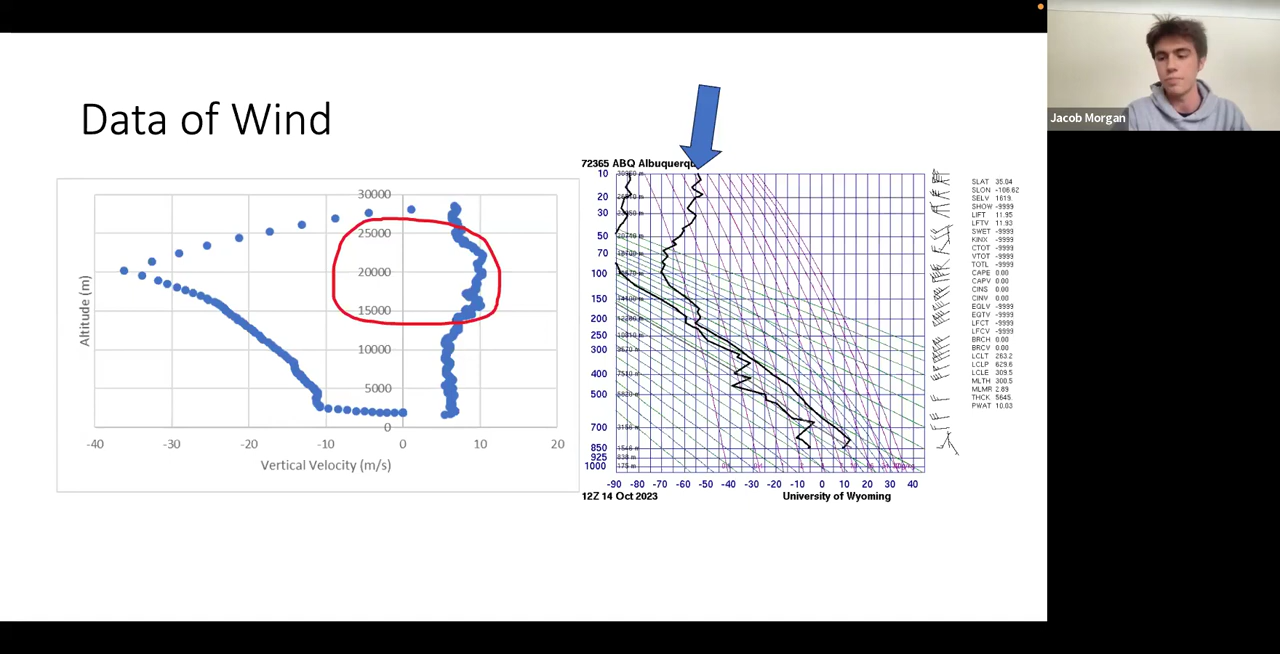 Jacob Morgan
Data of Wind
30000
25000
20000
15000
10000
5000
0
-40
-30
-20
-10
0
10
20
Altitude (m)
Vertical Velocity (m/s)
72365 ABQ Albuquerqu
10
20
30
50
70
100
150
200
250
300
400
500
700
850
925
1000
-90 -80 -70 -60 -50 -40 -30 -20 -10 0 10 20 30 40
12Z 14 Oct 2023
University of Wyoming
SLAT 35.04
SLON -106.62
SELV 1619.
SHOW -9999
LIFT 11.95
LFTV 11.93
SWET -9999
KINX -9999
CTOT -9999
VTOT -9999
TOTL -9999
CAPE 0.00
CAPV 0.00
CINS 0.00
CINV 0.00
EQLV -9999
EQTV -9999
LFCT -9999
LFCV -9999
BRCH 0.00
BRCV 0.00
LCLT 263.2
LCLP 629.6
LCLE 309.5
MLTH 300.5
MLMR 2.89
THCK 5645.
PWAT 10.03